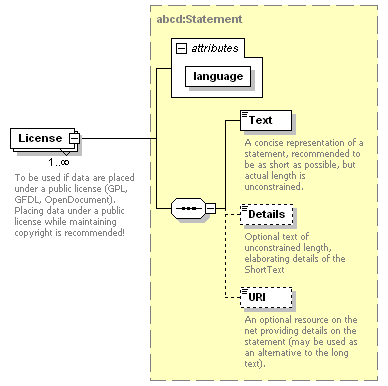 abcd:Statement
attributes
language
License
1..∞
To be used if data are placed
under a public license (GPL,
GFDL, OpenDocument).
Placing data under a public
license while maintaining
copyright is recommended!
Text
A concise representation of a
statement, recommended to
be as short as possible, but
actual length is
unconstrained.
Details
Optional text of
unconstrained length,
elaborating details of the
ShortText
URI
An optional resource on the
net providing details on the
statement (may be used as
an alternative to the long
text).